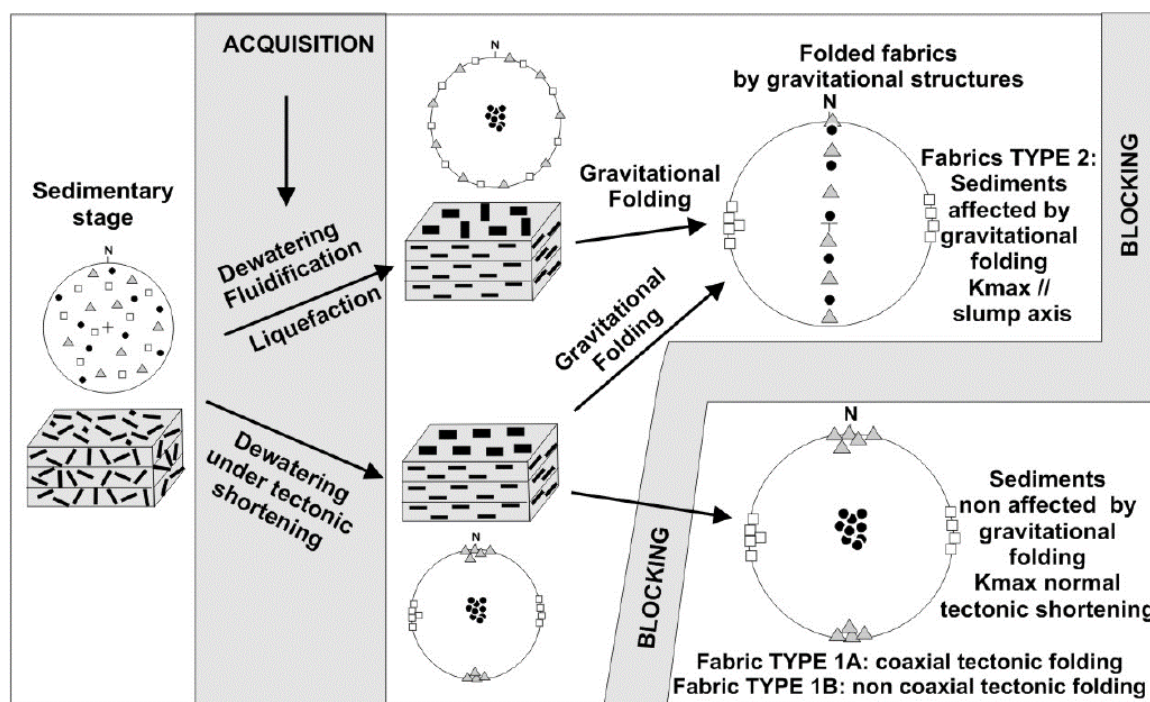 ACQUISITION
Sedimentary
stage
N
Dewatering
Fluidification
Liquefaction
Dewatering
under tectonic
shortening
N
N
Gravitational
Folding
Gravitational
Folding
Folded fabrics
by gravitational structures
N
Fabrics TYPE 2:
Sediments
affected by
gravitational
folding
Kmax //
slump axis
BLOCKING
BLOCKING
N
Sediments
non affected by
gravitational
folding
Kmax normal
tectonic shortening
Fabric TYPE 1A: coaxial tectonic folding
Fabric TYPE 1B: non coaxial tectonic folding